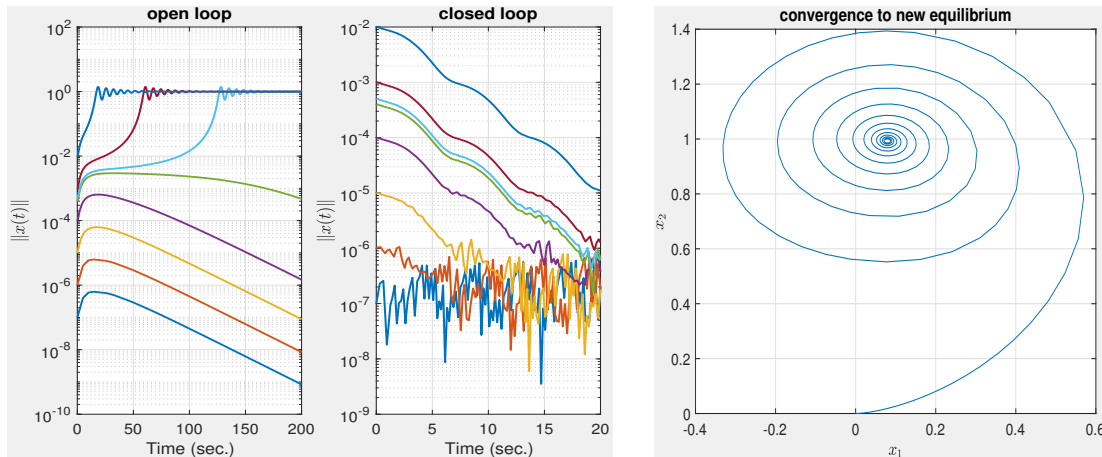 open loop
10^2
10^0
10^-2
10^-4
10^-6
10^-8
10^-10
||x(t)||
0 50 100 150 200
Time (sec.)
closed loop
10^-2
10^-3
10^-4
10^-5
10^-6
10^-7
10^-8
10^-9
||x(t)||
0 5 10 15 20
Time (sec.)
convergence to new equilibrium
1.4
1.2
1
0.8
0.6
0.4
0.2
0
x_2
-0.4 -0.2 0 0.2 0.4 0.6
x_1